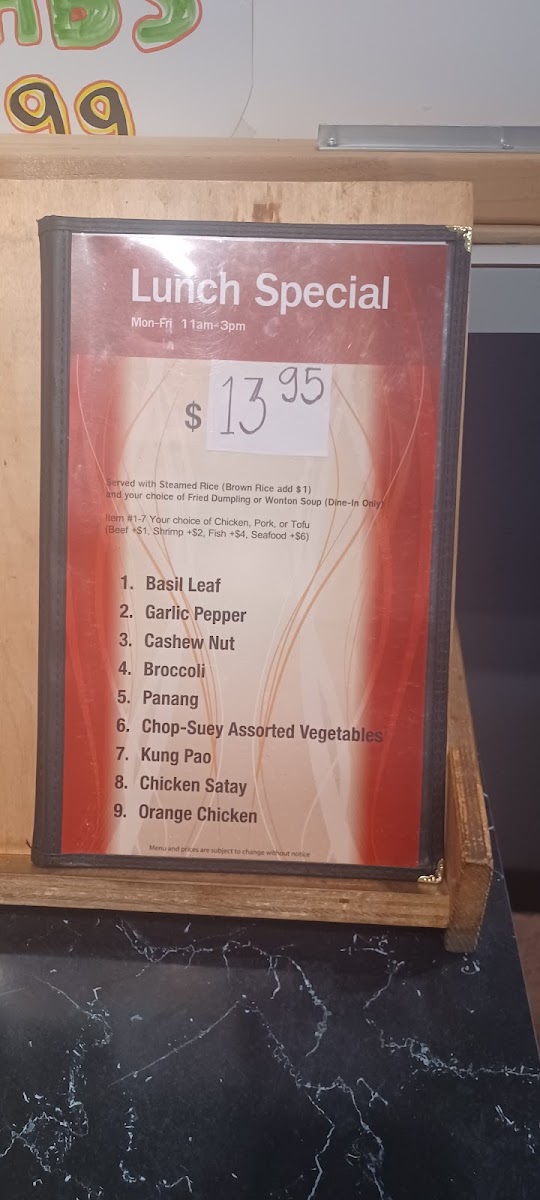 99
Lunch Special
Mon-Fri 11am-3pm
$ 13 95
Served with Steamed Rice (Brown Rice add $1)
and your choice of Fried Dumpling or Wonton Soup (Dine-In Only)
Item #1-7 Your choice of Chicken, Pork, or Tofu
(Beef +$1, Shrimp +$2, Fish +$4, Seafood +$6)
1. Basil Leaf
2. Garlic Pepper
3. Cashew Nut
4. Broccoli
5. Panang
6. Chop-Suey Assorted Vegetables
7. Kung Pao
8. Chicken Satay
9. Orange Chicken
Menu and prices are subject to change without notice